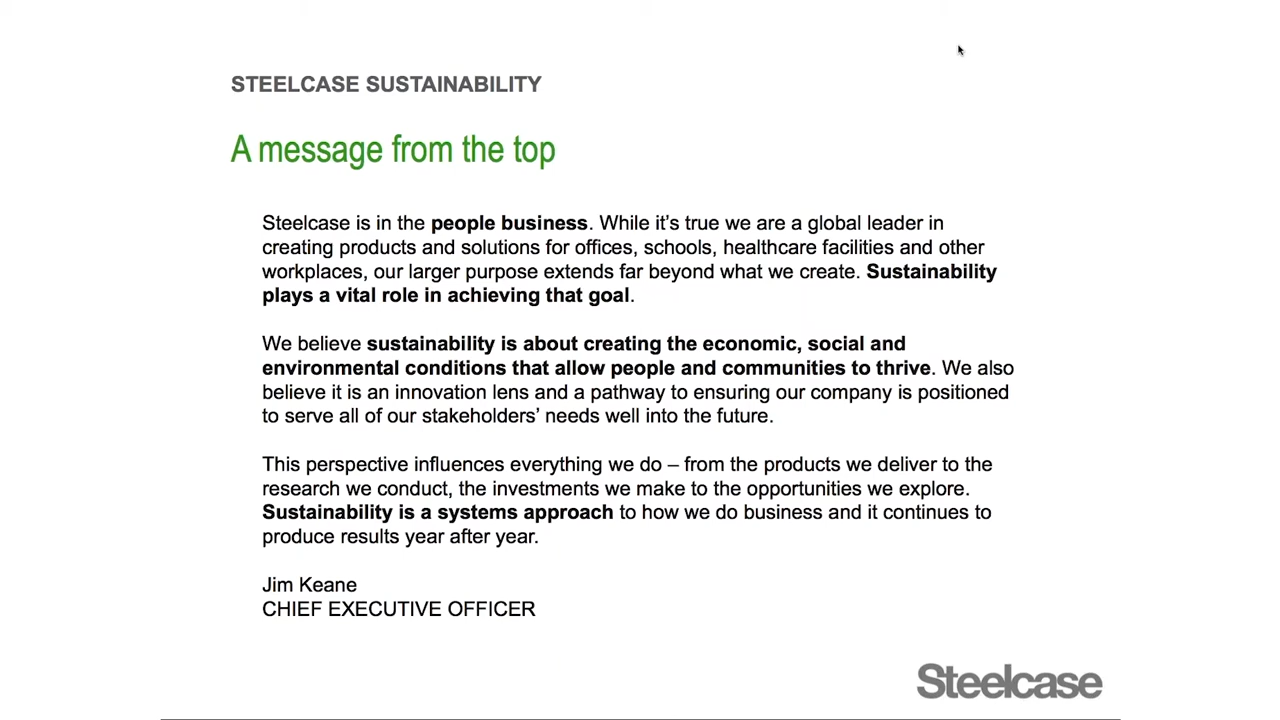 STEELCASE SUSTAINABILITY
A message from the top
Steelcase is in the people business. While it's true we are a global leader in
creating products and solutions for offices, schools, healthcare facilities and other
workplaces, our larger purpose extends far beyond what we create. Sustainability
plays a vital role in achieving that goal.
We believe sustainability is about creating the economic, social and
environmental conditions that allow people and communities to thrive. We also
believe it is an innovation lens and a pathway to ensuring our company is positioned
to serve all of our stakeholders' needs well into the future.
This perspective influences everything we do – from the products we deliver to the
research we conduct, the investments we make to the opportunities we explore.
Sustainability is a systems approach to how we do business and it continues to
produce results year after year.
Jim Keane
CHIEF EXECUTIVE OFFICER
Steelcase